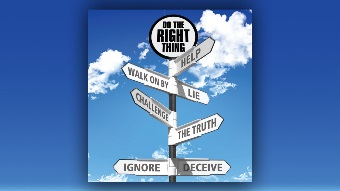 DO THE
RIGHT
THING
HELP
WALK ON BY
LIE
CHALLENGE
THE TRUTH
IGNORE
DECEIVE